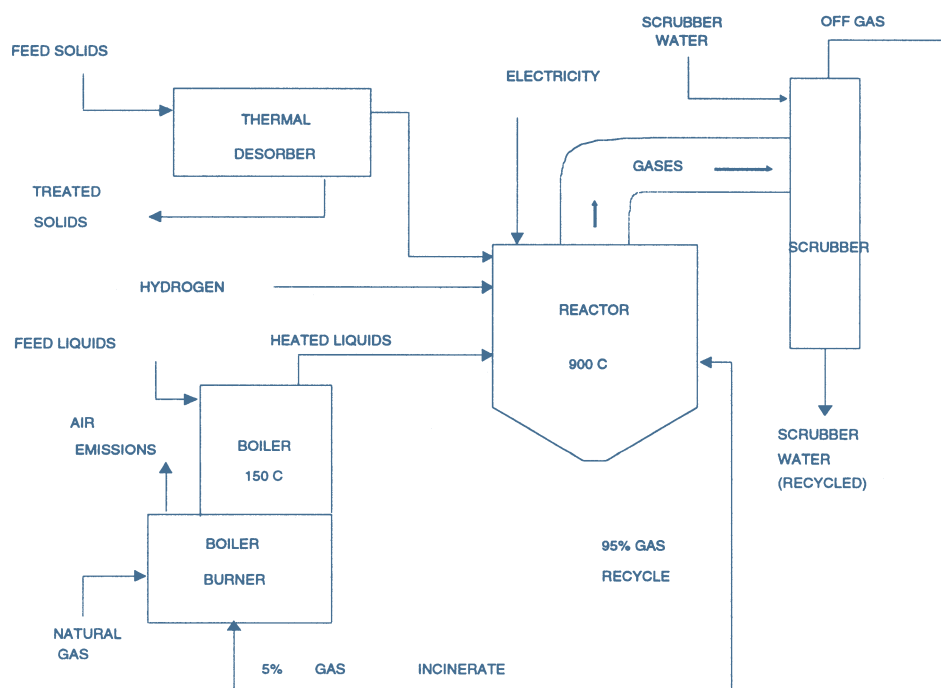 OFF GAS
SCRUBBER
WATER
FEED SOLIDS
ELECTRICITY
THERMAL
DESORBER
GASES
TREATED
SOLIDS
SCRUBBER
HYDROGEN
REACTOR
900 C
FEED LIQUIDS
HEATED LIQUIDS
AIR
EMISSIONS
BOILER
150 C
SCRUBBER
WATER
(RECYCLED)
BOILER
BURNER
95% GAS
RECYCLE
NATURAL
GAS
5% GAS INCINERATE